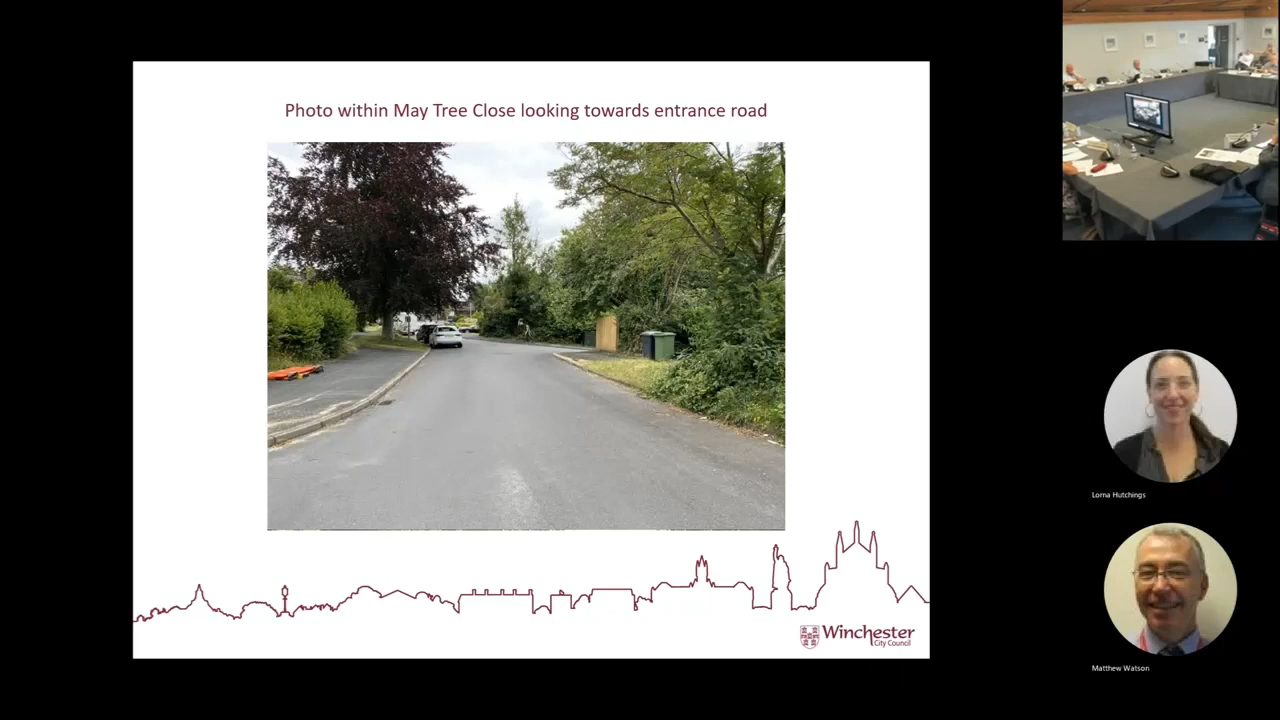 Photo within May Tree Close looking towards entrance road
Winchester
City Council
Lorna Hutchings
Matthew Watson